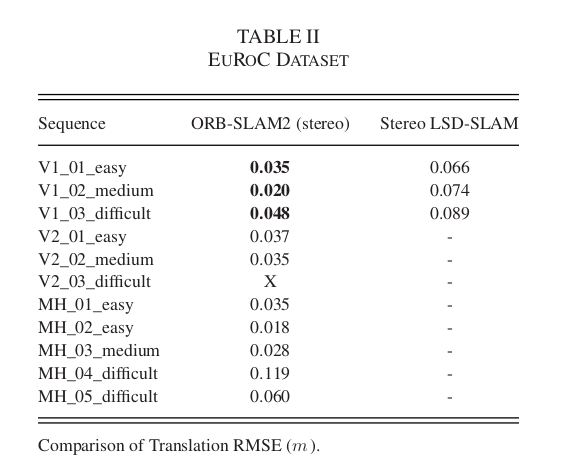 TABLE II
EUROC DATASET
Sequence ORB-SLAM2 (stereo) Stereo LSD-SLAM
V1_01_easy 0.035 0.066
V1_02_medium 0.020 0.074
V1_03_difficult 0.048 0.089
V2_01_easy 0.037 -
V2_02_medium 0.035 -
V2_03_difficult X -
MH_01_easy 0.035 -
MH_02_easy 0.018 -
MH_03_medium 0.028 -
MH_04_difficult 0.119 -
MH_05_difficult 0.060 -
Comparison of Translation RMSE (m).